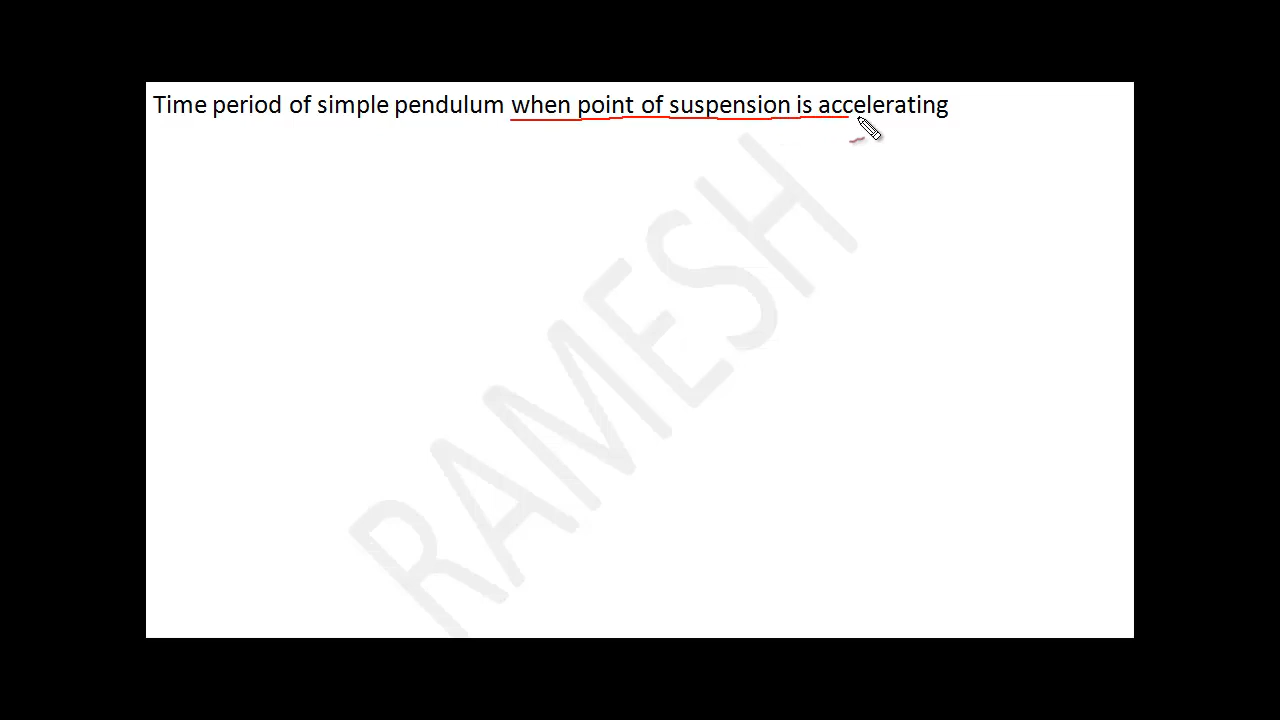 Time period of simple pendulum when point of suspension is accelerating
RAMESH